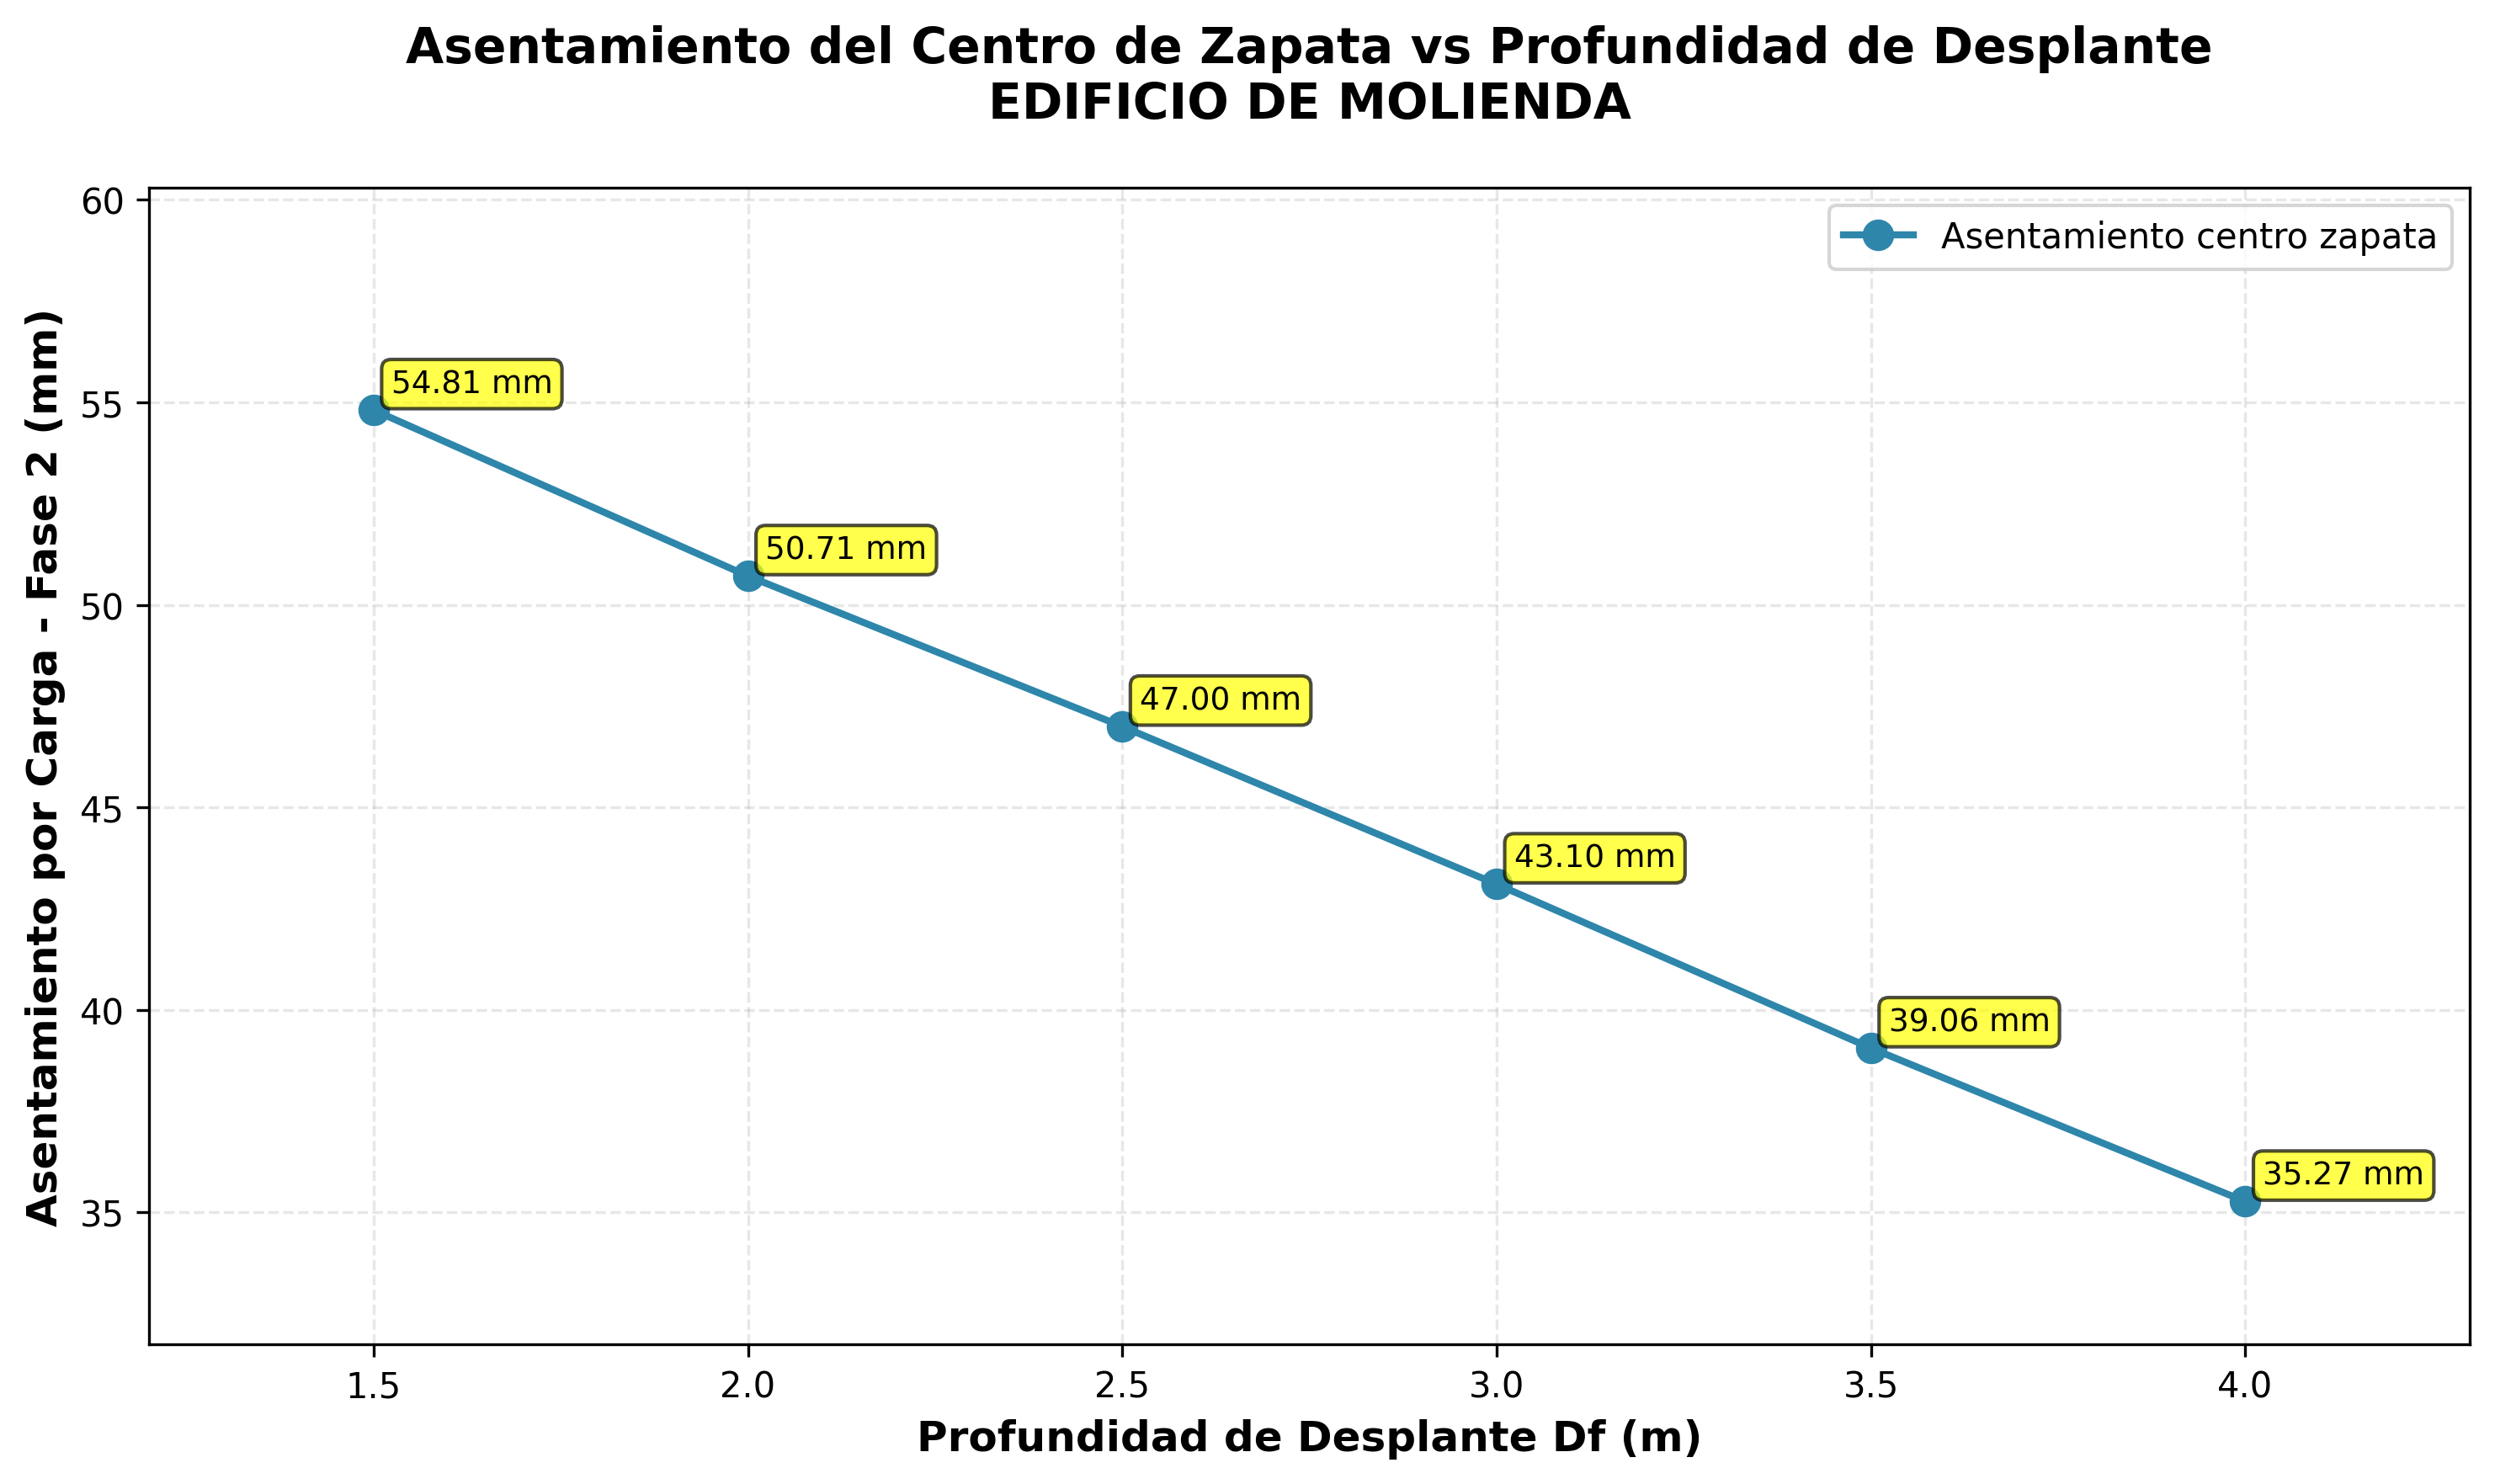 Asentamiento del Centro de Zapata vs Profundidad de Desplante
EDIFICIO DE MOLIENDA
Asentamiento por Carga - Fase 2 (mm)
60
55
50
45
40
35
Asentamiento centro zapata
54.81 mm
50.71 mm
47.00 mm
43.10 mm
39.06 mm
35.27 mm
1.5
2.0
2.5
3.0
3.5
4.0
Profundidad de Desplante Df (m)